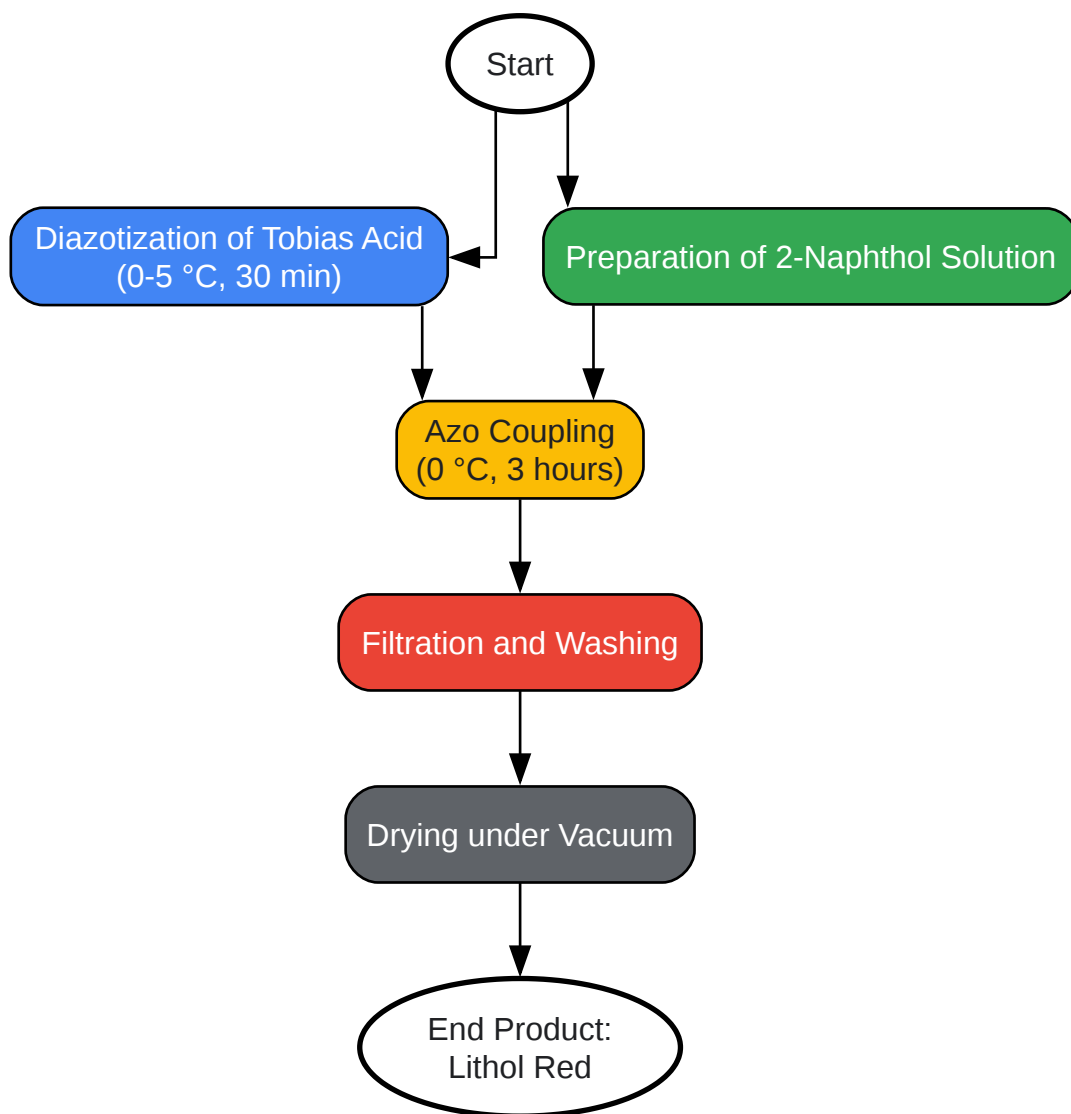 Start
Diazotization of Tobias Acid
(0-5 °C, 30 min)
Preparation of 2-Naphthol Solution
Azo Coupling
(0 °C, 3 hours)
Filtration and Washing
Drying under Vacuum
End Product:
Lithol Red